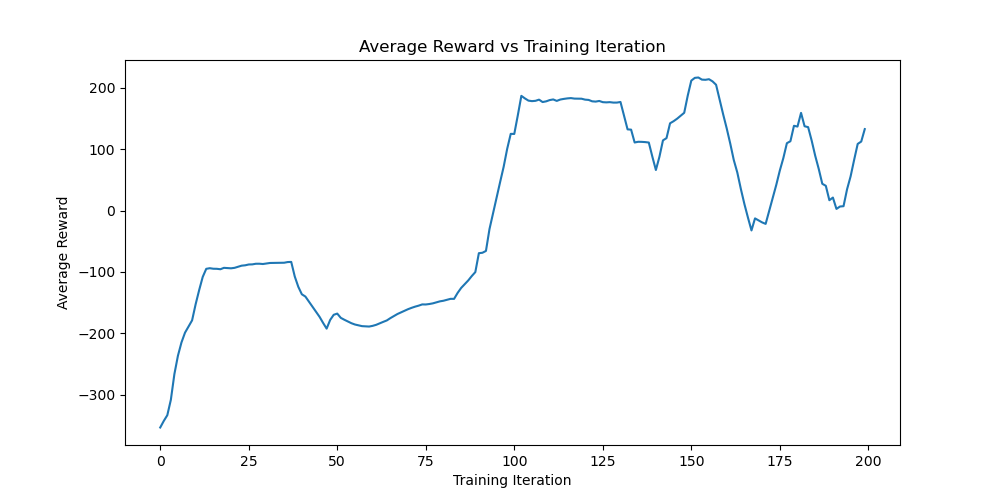 Average Reward vs Training Iteration
Average Reward
200
100
0
−100
−200
−300
0 25 50 75 100 125 150 175 200
Training Iteration